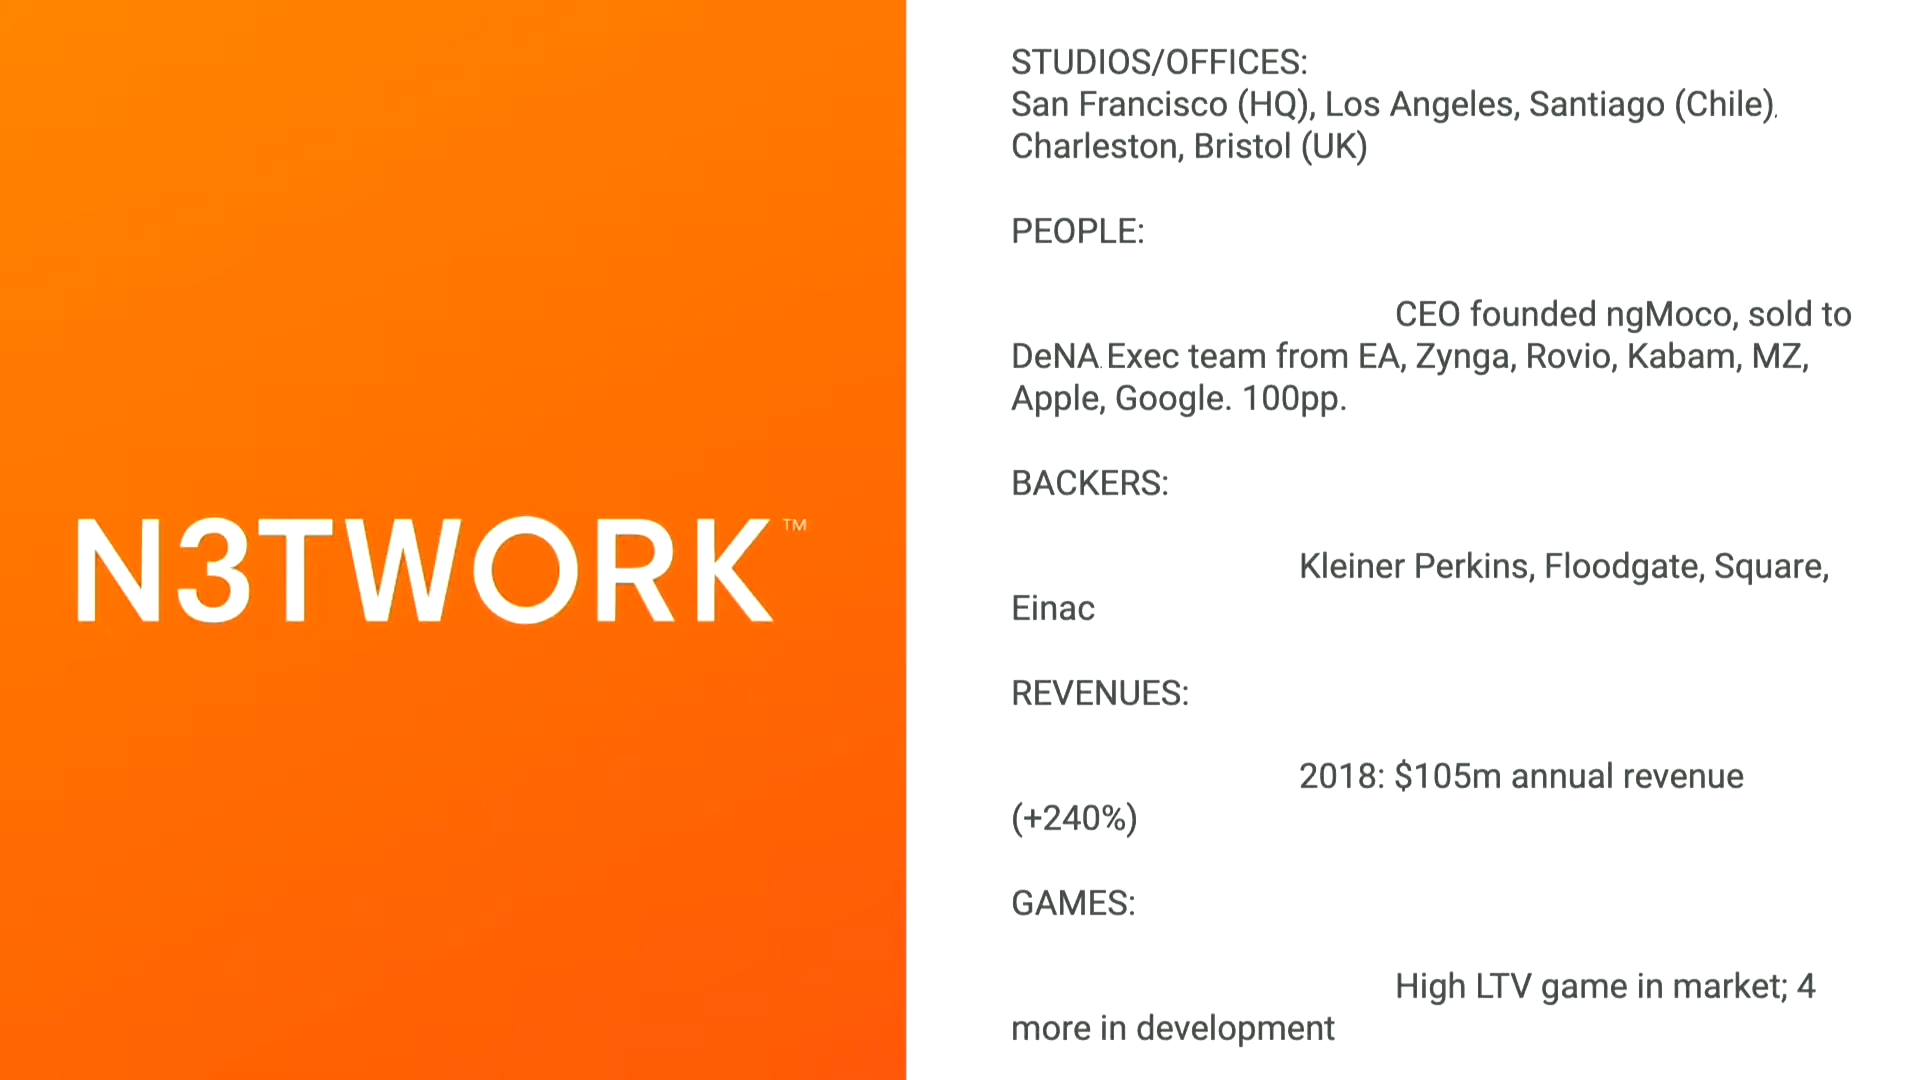 N3TWORK™
STUDIOS/OFFICES:
San Francisco (HQ), Los Angeles, Santiago (Chile),
Charleston, Bristol (UK)
PEOPLE:
CEO founded ngMoco, sold to
DeNA. Exec team from EA, Zynga, Rovio, Kabam, MZ,
Apple, Google. 100pp.
BACKERS:
Kleiner Perkins, Floodgate, Square,
Einac
REVENUES:
2018: $105m annual revenue
(+240%)
GAMES:
High LTV game in market; 4
more in development